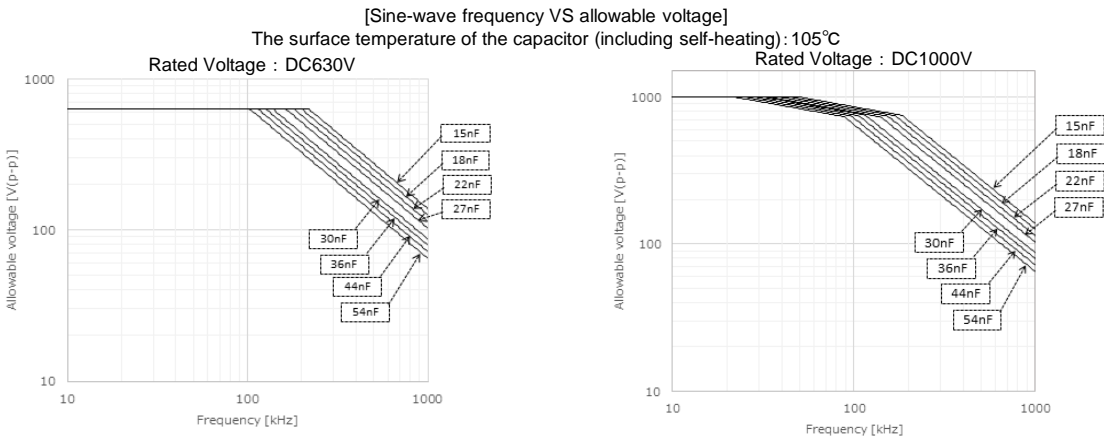 [Sine-wave frequency VS allowable voltage]
The surface temperature of the capacitor (including self-heating):105℃
Rated Voltage：DC630V
1000
100
10
10
100
1000
Allowable voltage [V(p-p)]
Frequency [kHz]
15nF
18nF
22nF
27nF
30nF
36nF
44nF
54nF
Rated Voltage：DC1000V
1000
100
10
10
100
1000
Allowable voltage [V(p-p)]
Frequency [kHz]
15nF
18nF
22nF
27nF
30nF
36nF
44nF
54nF